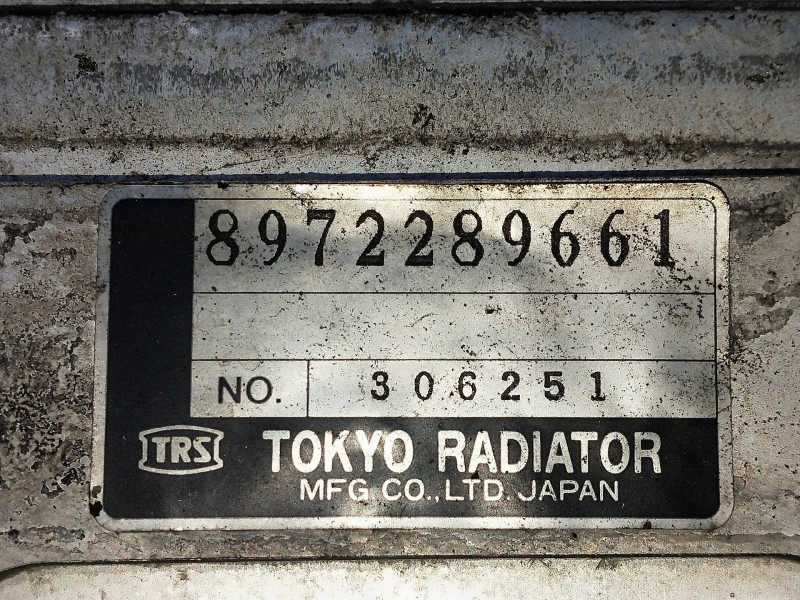 8972289661
NO. 306251
TRS TOKYO RADIATOR
MFG CO.,LTD. JAPAN